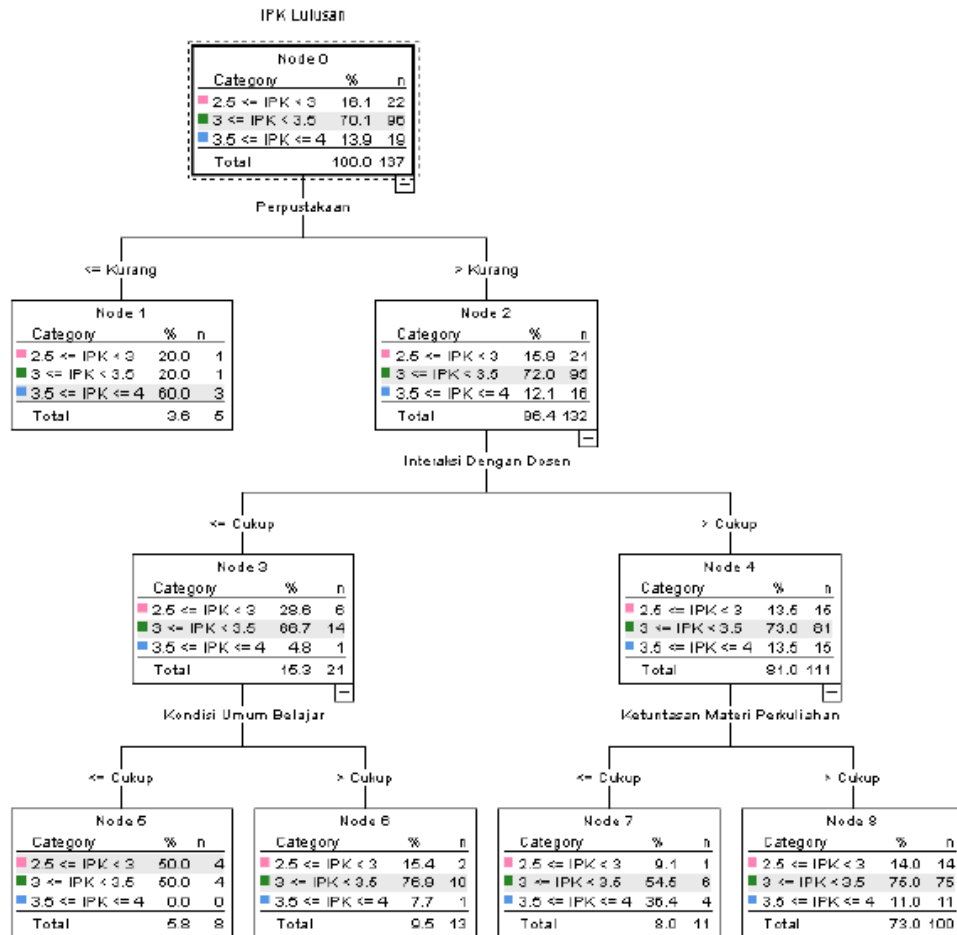 IPK Lulusan
Node 0
Category % n
2.5 <= IPK < 3 16.1 22
3 <= IPK < 3.5 70.1 96
3.5 <= IPK <= 4 13.9 19
Total 100.0 137
Perpustakaan
<= Kurang
> Kurang
Node 1
Category % n
2.5 <= IPK < 3 20.0 1
3 <= IPK < 3.5 20.0 1
3.5 <= IPK <= 4 60.0 3
Total 3.6 5
Node 2
Category % n
2.5 <= IPK < 3 15.9 21
3 <= IPK < 3.5 72.0 95
3.5 <= IPK <= 4 12.1 16
Total 96.4 132
Interaksi Dengan Dosen
<= Cukup
> Cukup
Node 3
Category % n
2.5 <= IPK < 3 28.6 6
3 <= IPK < 3.5 66.7 14
3.5 <= IPK <= 4 4.8 1
Total 15.3 21
Node 4
Category % n
2.5 <= IPK < 3 13.5 15
3 <= IPK < 3.5 73.0 81
3.5 <= IPK <= 4 13.5 15
Total 81.0 111
Kondisi Umum Belajar
Ketuntasan Materi Perkuliahan
<= Cukup
> Cukup
<= Cukup
> Cukup
Node 5
Category % n
2.5 <= IPK < 3 50.0 4
3 <= IPK < 3.5 50.0 4
3.5 <= IPK <= 4 0.0 0
Total 5.8 8
Node 6
Category % n
2.5 <= IPK < 3 15.4 2
3 <= IPK < 3.5 76.9 10
3.5 <= IPK <= 4 7.7 1
Total 9.5 13
Node 7
Category % n
2.5 <= IPK < 3 9.1 1
3 <= IPK < 3.5 54.5 6
3.5 <= IPK <= 4 36.4 4
Total 8.0 11
Node 8
Category % n
2.5 <= IPK < 3 14.0 14
3 <= IPK < 3.5 75.0 75
3.5 <= IPK <= 4 11.0 11
Total 73.0 100